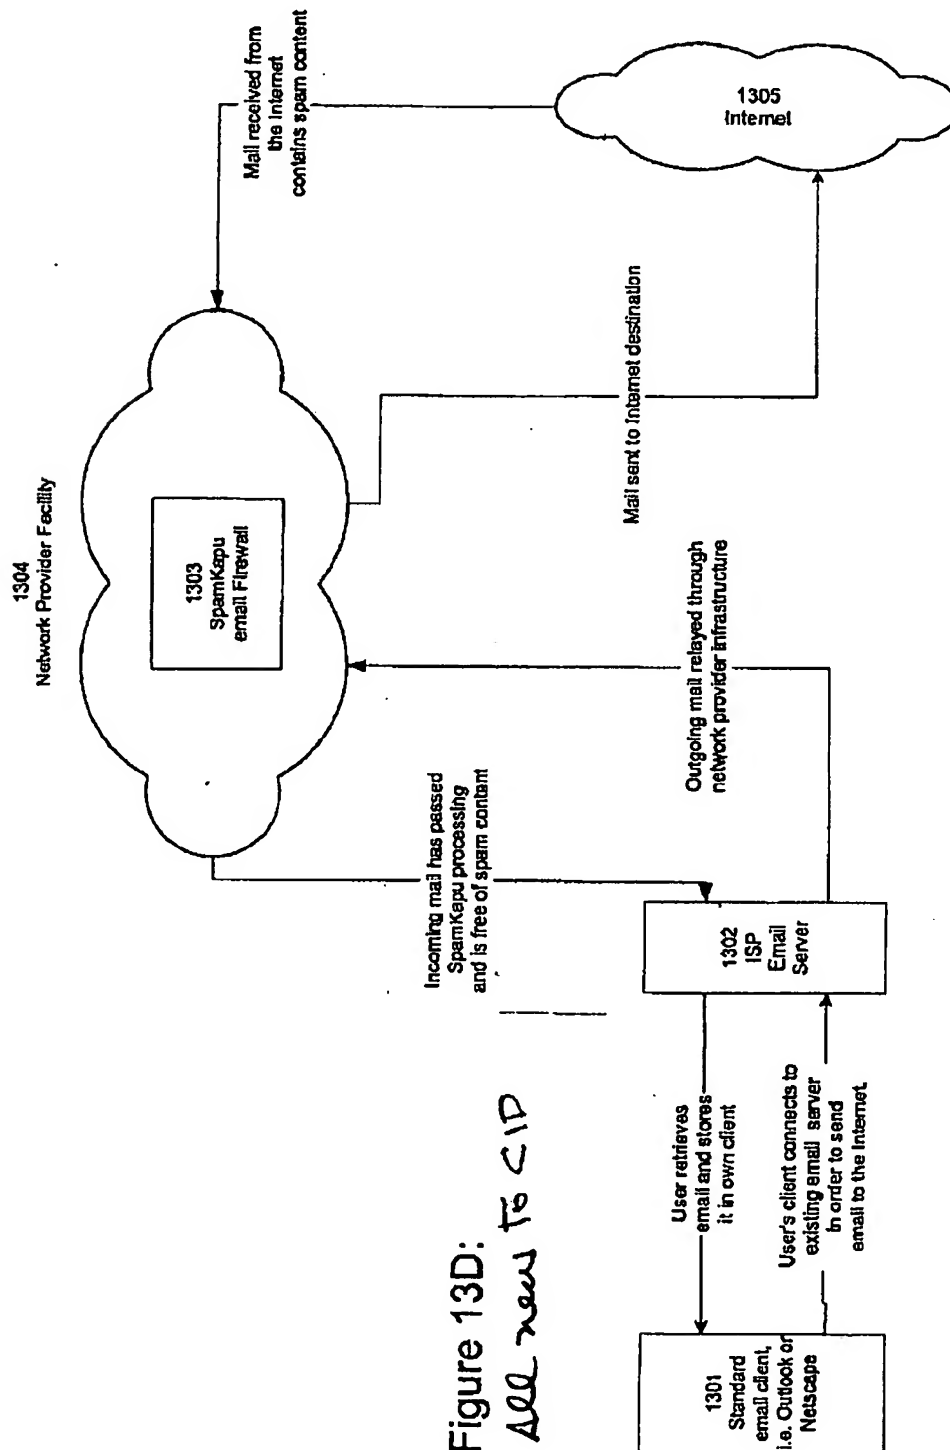 1304
Network Provider Facility
1303
SpamKapu
email Firewall
Mail received from
the Internet
contains spam content
1305
Internet
Mail sent to Internet destination
Outgoing mail relayed through
network provider infrastructure
Incoming mail has passed
SpamKapu processing
and is free of spam content
1302
ISP
Email
Server
User retrieves
email and stores
it in own client
User's client connects to
existing email server
in order to send
email to the Internet.
1301
Standard
email client,
i.e. Outlook or
Netscape
Figure 13D:
All new to CIP